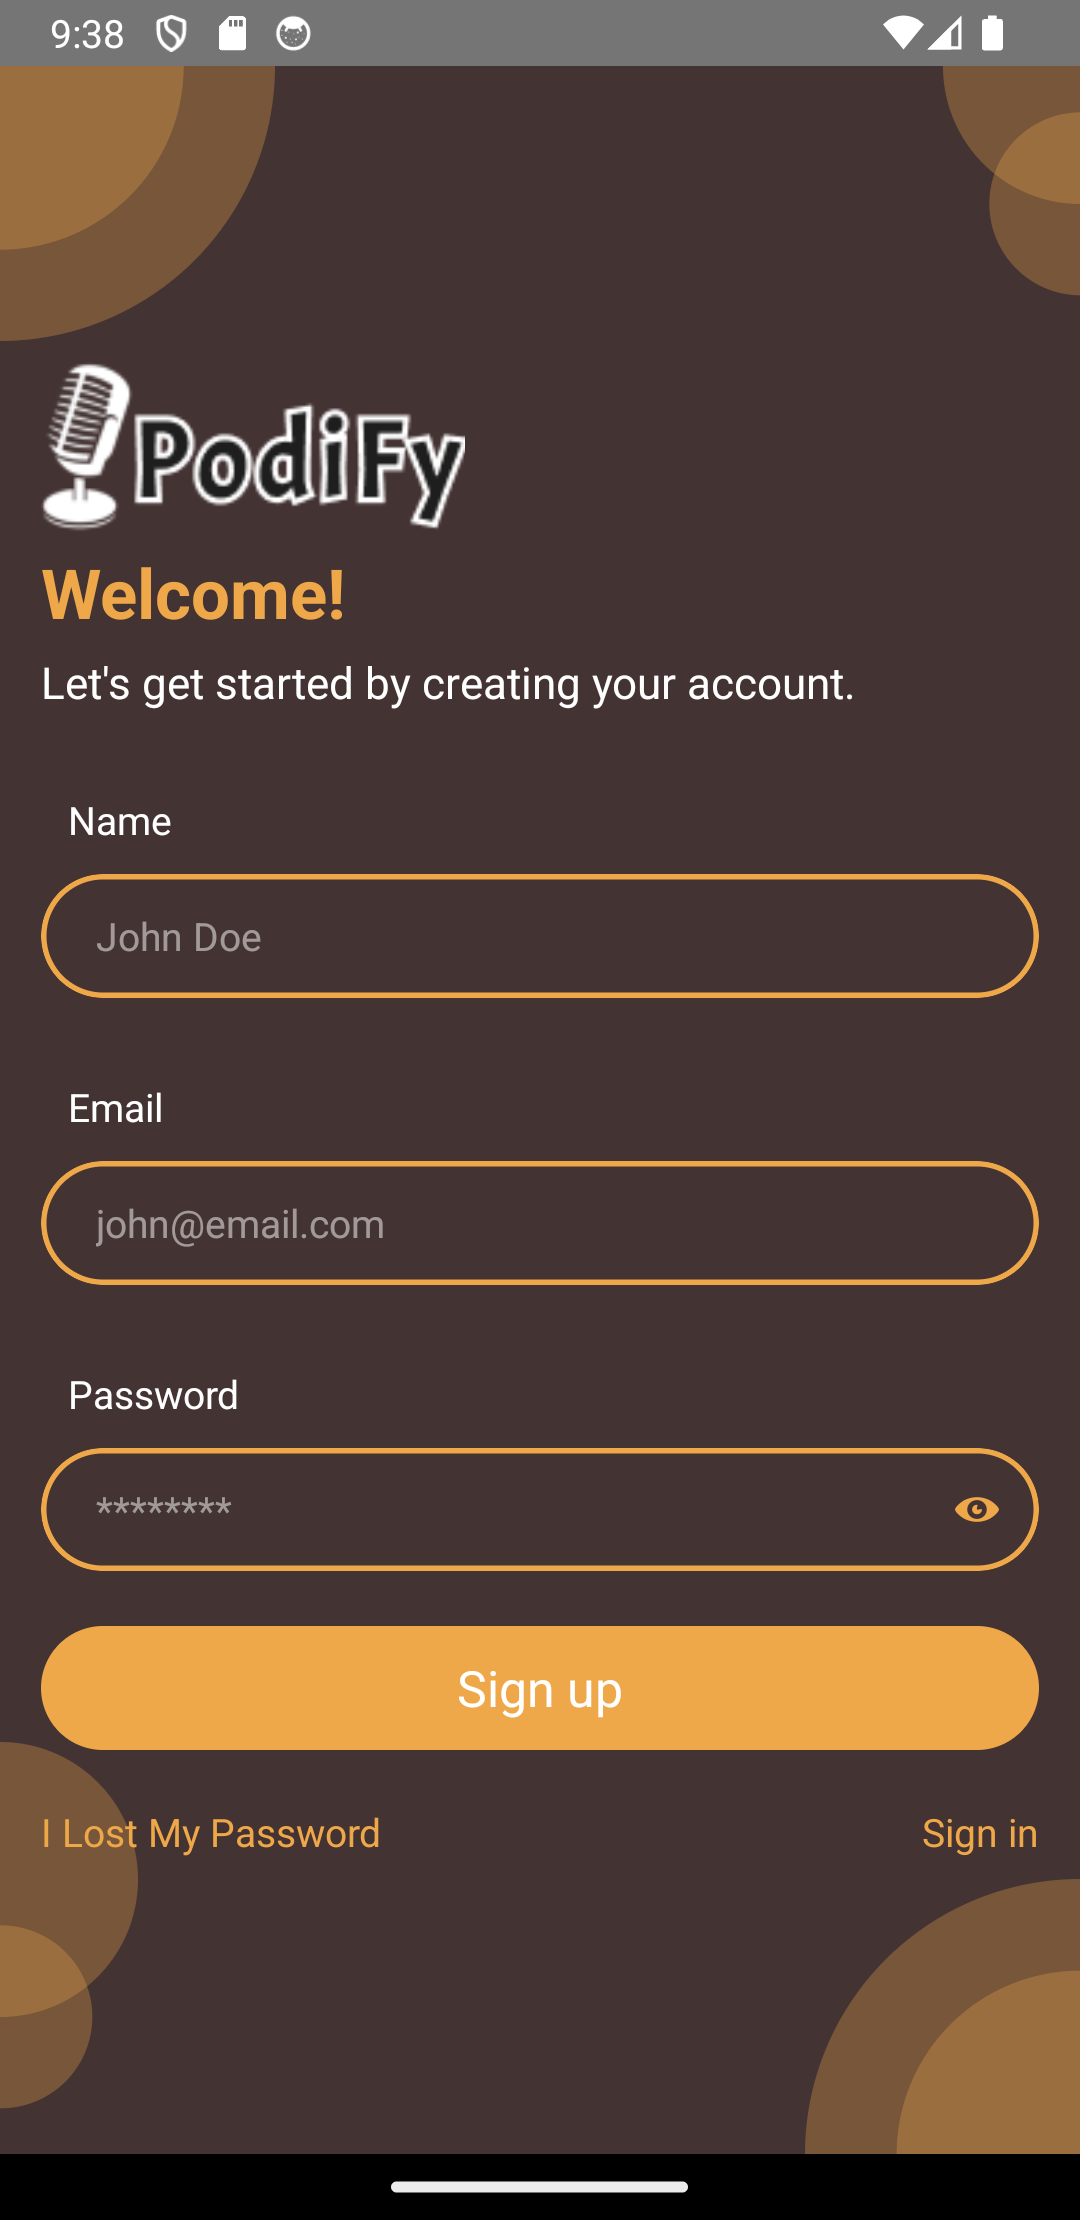 9:38
PodiFy
Welcome!
Let's get started by creating your account.
Name
John Doe
Email
john@email.com
Password
********
Sign up
I Lost My Password
Sign in